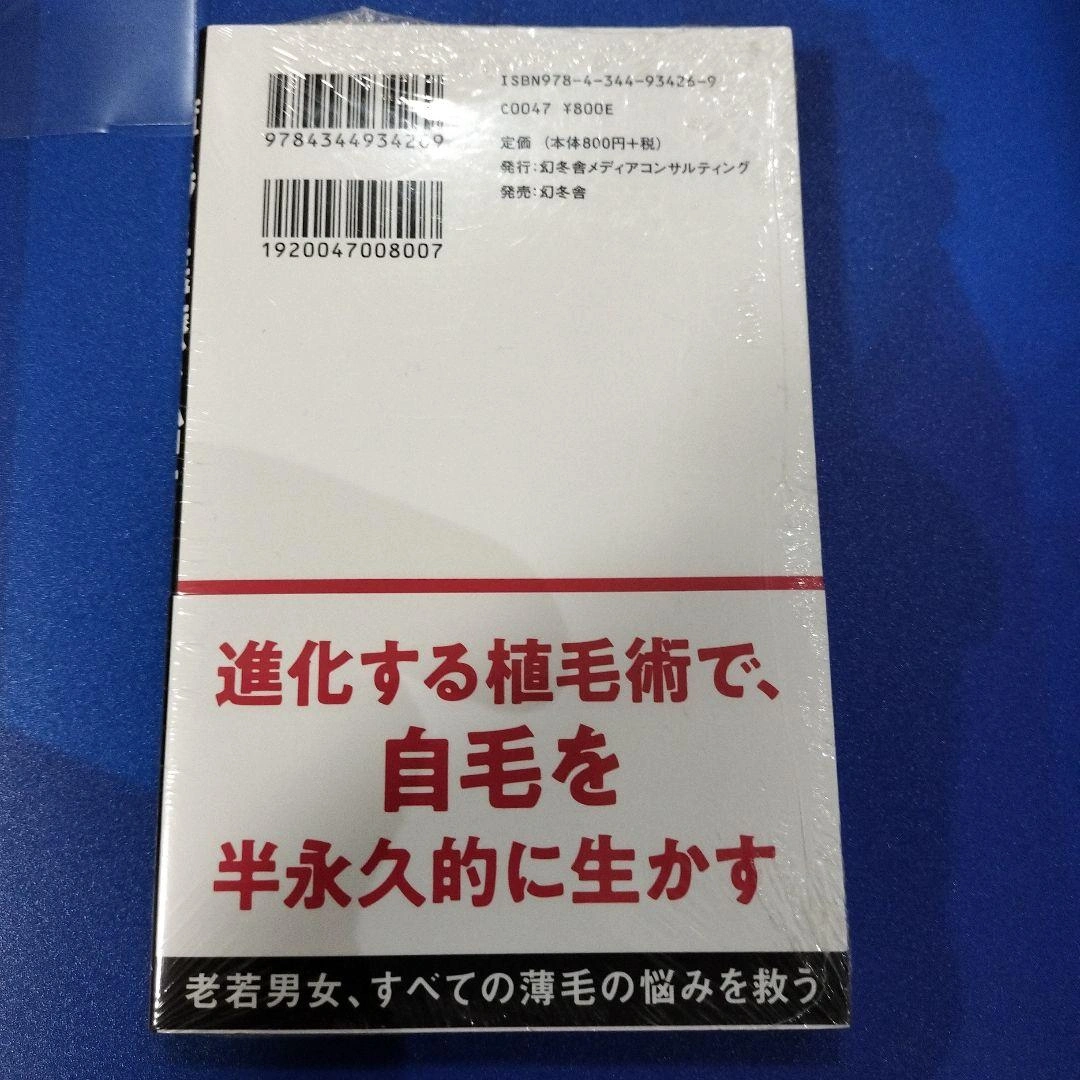 ISBN978-4-344-93426-9
C0047 ¥800E
9784344934269
定価 (本体800円+税)
発行:幻冬舎メディアコンサルティング
発売:幻冬舎
1920047008007
進化する植毛術で、
自毛を
半永久的に生かす
老若男女、すべての薄毛の悩みを救う